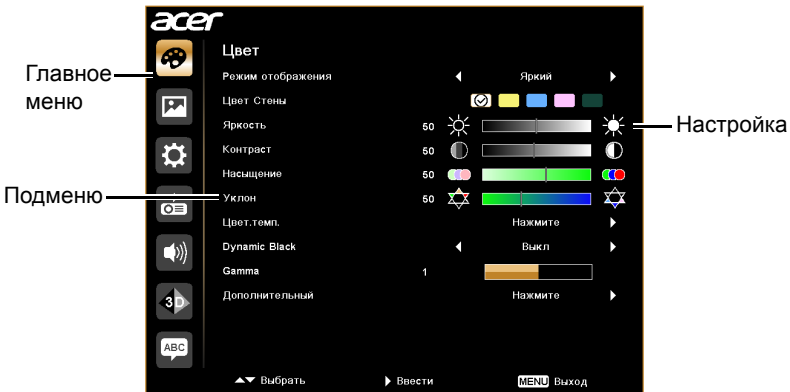 acer
Цвет
Главное меню
Режим отображения Яркий
Цвет Стены
Яркость 50
Настройка
Контраст 50
Насыщение 50
Подменю
Уклон 50
Цвет.темп. Нажмите
Dynamic Black Выкл
Gamma 1
3D
Дополнительный Нажмите
ABC
Выбрать Ввести MENU Выход